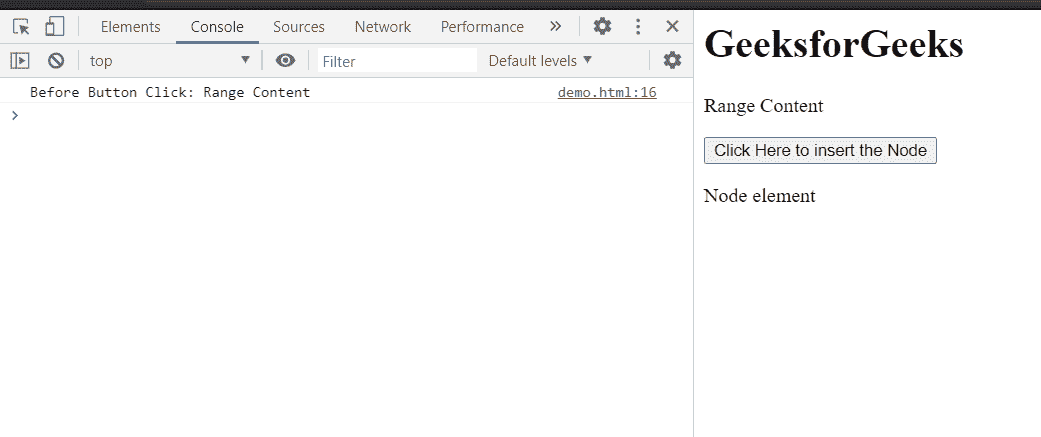 Elements Console Sources Network Performance »
top Filter Default levels
Before Button Click: Range Content demo.html:16
GeeksforGeeks
Range Content
Click Here to insert the Node
Node element